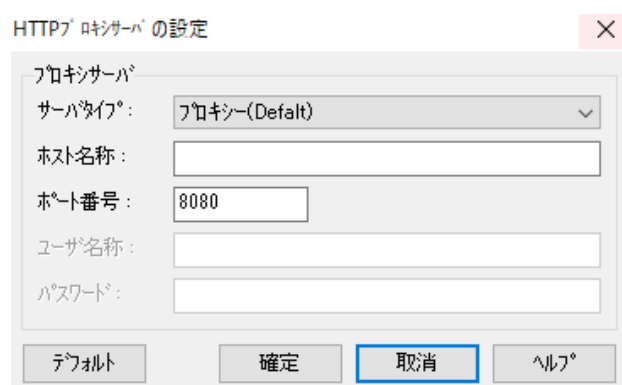 HTTPﾌﾟﾛｷｼｻｰﾊﾞの設定
ﾌﾟﾛｷｼサーﾊﾞ
サーﾊﾞﾀｲﾌﾟ： ﾌﾟﾛｷｼー(Defalt)
ﾎｽﾄ名称：
ﾎﾟｰﾄ番号： 8080
ﾕｰｻﾞ名称：
ﾊﾟｽﾜｰﾄﾞ：
ﾃﾞﾌｫﾙﾄ 確定 取消 ﾍﾙﾌﾟ